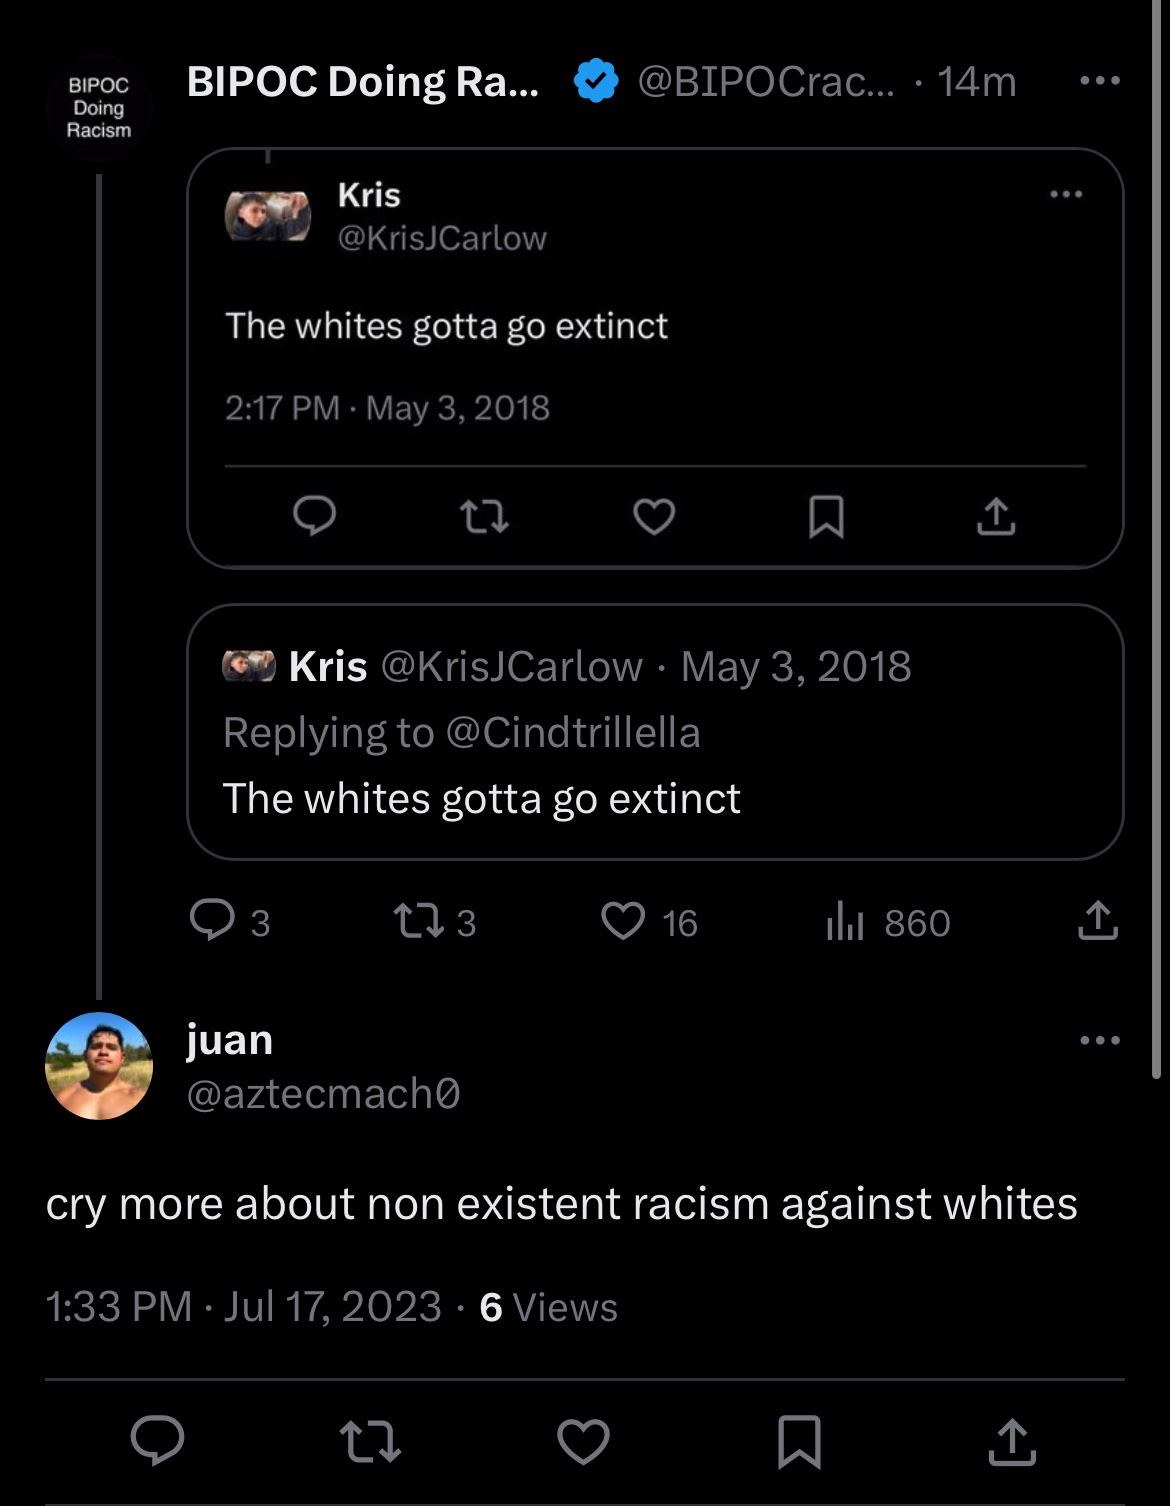 BIPOC
Doing
Racism
BIPOC Doing Ra... @BIPOCrac... · 14m
Kris
@KrisJCarlow
The whites gotta go extinct
2:17 PM · May 3, 2018
Kris @KrisJCarlow · May 3, 2018
Replying to @Cindtrillella
The whites gotta go extinct
3 3 16 860
juan
@aztecmach0
cry more about non existent racism against whites
1:33 PM · Jul 17, 2023 · 6 Views